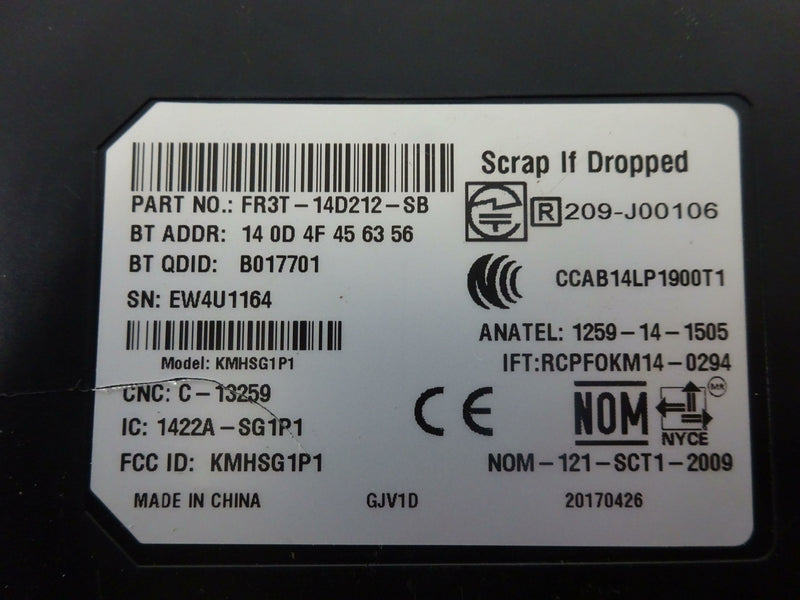 Scrap If Dropped
PART NO.: FR3T-14D212-SB
R 209-J00106
BT ADDR: 14 0D 4F 45 63 56
BT QDID: B017701
CCAB14LP1900T1
SN: EW4U1164
ANATEL: 1259-14-1505
Model: KMHSG1P1
IFT:RCPFOKM14-0294
CNC: C-13259
CE
NOM
NYCE
IC: 1422A-SG1P1
FCC ID: KMHSG1P1
NOM-121-SCT1-2009
MADE IN CHINA
GJV1D
20170426